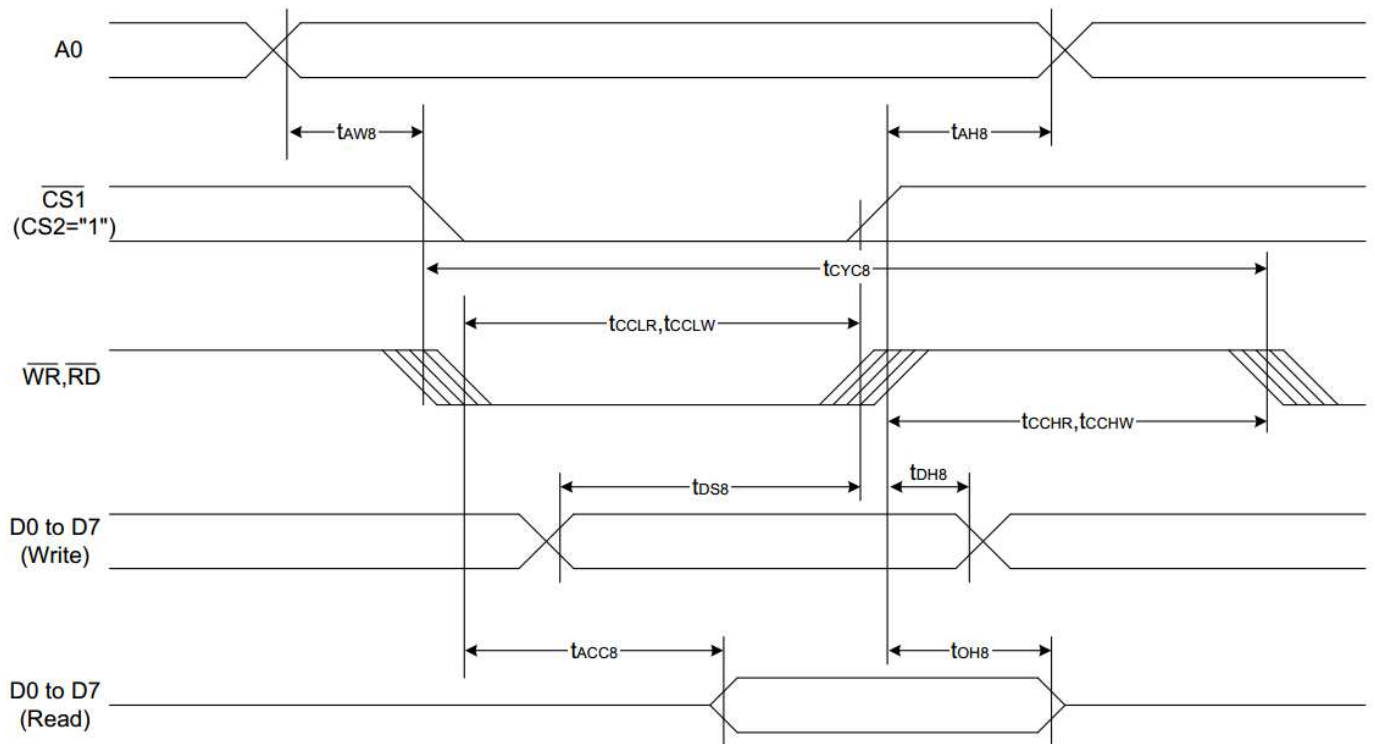 A0
tAW8
tAH8
CS1
(CS2="1")
tCYC8
tCCLR,tCCLW
WR,RD
tCCHR,tCCHW
tDS8
tDH8
D0 to D7
(Write)
tACC8
tOH8
D0 to D7
(Read)